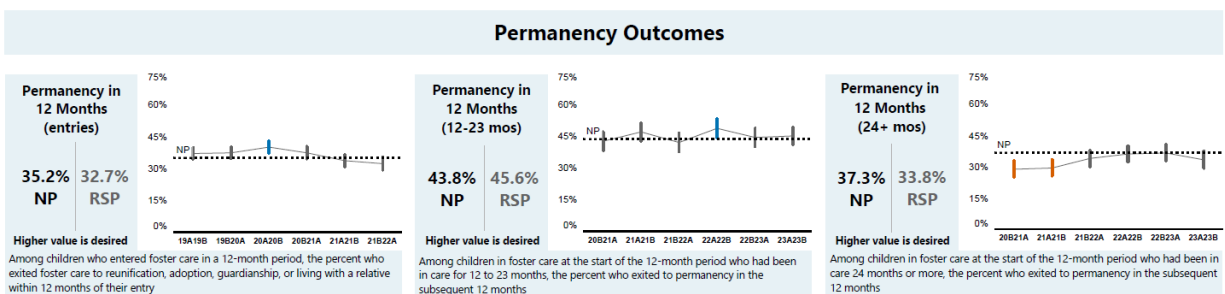 Permanency Outcomes
Permanency in
12 Months
(entries)
35.2% 32.7%
NP RSP
Higher value is desired
75%
60%
45%
30%
15%
0%
NP
19A19B 19B20A 20A20B 20B21A 21A21B 21B22A
Among children who entered foster care in a 12-month period, the percent who
exited foster care to reunification, adoption, guardianship, or living with a relative
within 12 months of their entry
Permanency in
12 Months
(12-23 mos)
43.8% 45.6%
NP RSP
Higher value is desired
75%
60%
45%
30%
15%
0%
NP
20B21A 21A21B 21B22A 22A22B 22B23A 23A23B
Among children in foster care at the start of the 12-month period who had been
in care for 12 to 23 months, the percent who exited to permanency in the
subsequent 12 months
Permanency in
12 Months
(24+ mos)
37.3% 33.8%
NP RSP
Higher value is desired
75%
60%
45%
30%
15%
0%
NP
20B21A 21A21B 21B22A 22A22B 22B23A 23A23B
Among children in foster care at the start of the 12-month period who had been in
care 24 months or more, the percent who exited to permanency in the subsequent
12 months